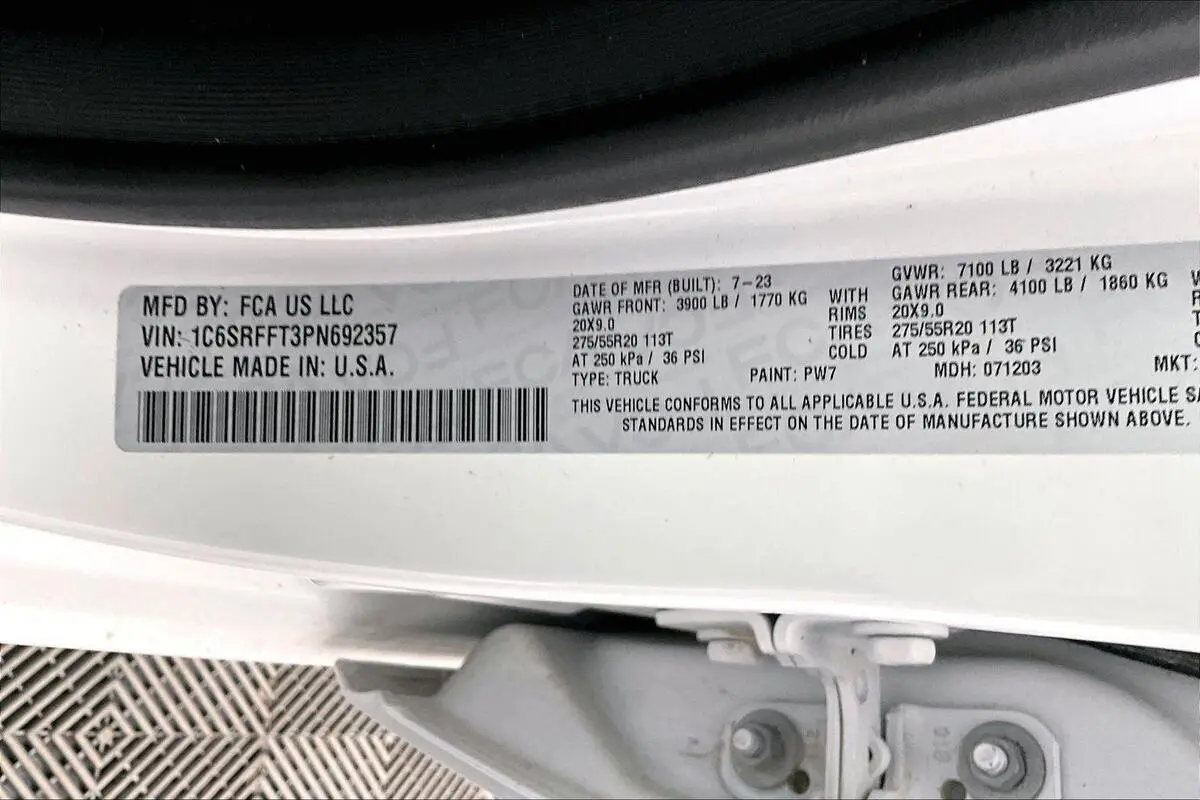 MFD BY: FCA US LLC
VIN: 1C6SRFFT3PN692357
VEHICLE MADE IN: U.S.A.
DATE OF MFR (BUILT): 7-23
GAWR FRONT: 3900 LB / 1770 KG
20X9.0
275/55R20 113T
AT 250 kPa / 36 PSI
TYPE: TRUCK
WITH
RIMS
TIRES
COLD
GVWR: 7100 LB / 3221 KG
GAWR REAR: 4100 LB / 1860 KG
20X9.0
275/55R20 113T
AT 250 kPa / 36 PSI
PAINT: PW7
MDH: 071203
MKT:
THIS VEHICLE CONFORMS TO ALL APPLICABLE U.S.A. FEDERAL MOTOR VEHICLE
STANDARDS IN EFFECT ON THE DATE OF MANUFACTURE SHOWN ABOVE.